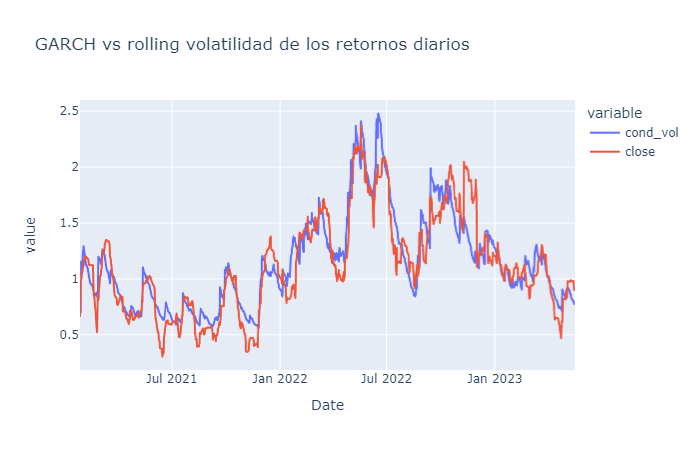 GARCH vs rolling volatilidad de los retornos diarios
variable
cond_vol
close
2.5
2
1.5
1
0.5
value
Jul 2021
Jan 2022
Jul 2022
Jan 2023
Date